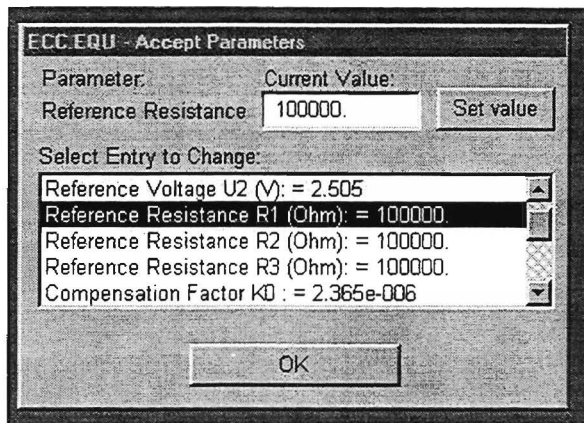 ECC.EQU - Accept Parameters
Parameter: Current Value:
Reference Resistance 100000. Set value
Select Entry to Change:
Reference Voltage U2 (V): = 2.505
Reference Resistance R1 (Ohm): = 100000.
Reference Resistance R2 (Ohm): = 100000.
Reference Resistance R3 (Ohm): = 100000.
Compensation Factor K0 : = 2.365e-006
OK